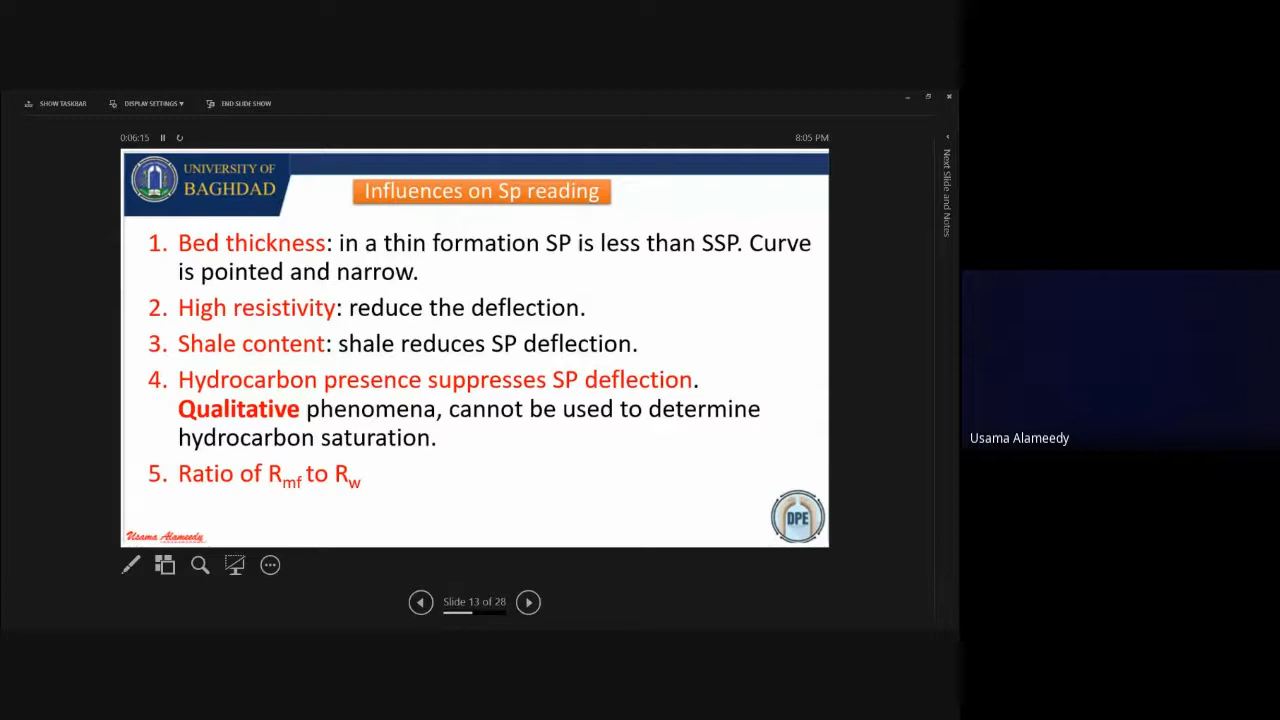 SHOW TASKBAR DISPLAY SETTINGS ▾ END SLIDE SHOW
0:06:15 8:05 PM
UNIVERSITY OF
BAGHDAD
Influences on Sp reading
1. Bed thickness: in a thin formation SP is less than SSP. Curve
is pointed and narrow.
2. High resistivity: reduce the deflection.
3. Shale content: shale reduces SP deflection.
4. Hydrocarbon presence suppresses SP deflection.
Qualitative phenomena, cannot be used to determine
hydrocarbon saturation.
5. Ratio of Rmf to Rw
DPE
Usama Alameedy
Slide 13 of 28
Next Slide and Notes
Usama Alameedy